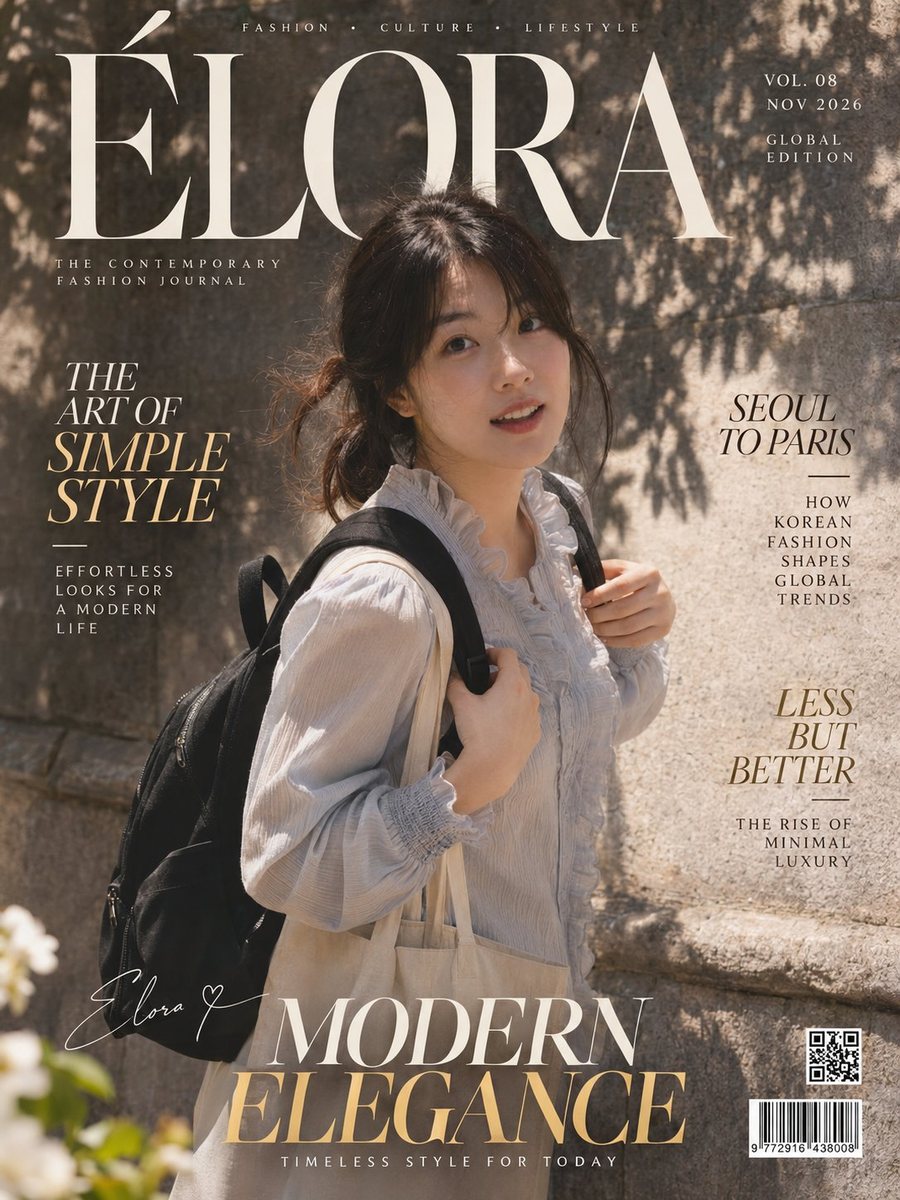 FASHION • CULTURE • LIFESTYLE
ÉLORA
VOL. 08
NOV 2026
GLOBAL
EDITION
THE CONTEMPORARY
FASHION JOURNAL
THE
ART OF
SIMPLE
STYLE
EFFORTLESS
LOOKS FOR
A MODERN
LIFE
SEOUL
TO PARIS
HOW
KOREAN
FASHION
SHAPES
GLOBAL
TRENDS
LESS
BUT
BETTER
THE RISE OF
MINIMAL
LUXURY
Elora
MODERN
ELEGANCE
TIMELESS STYLE FOR TODAY
9 772916 438008